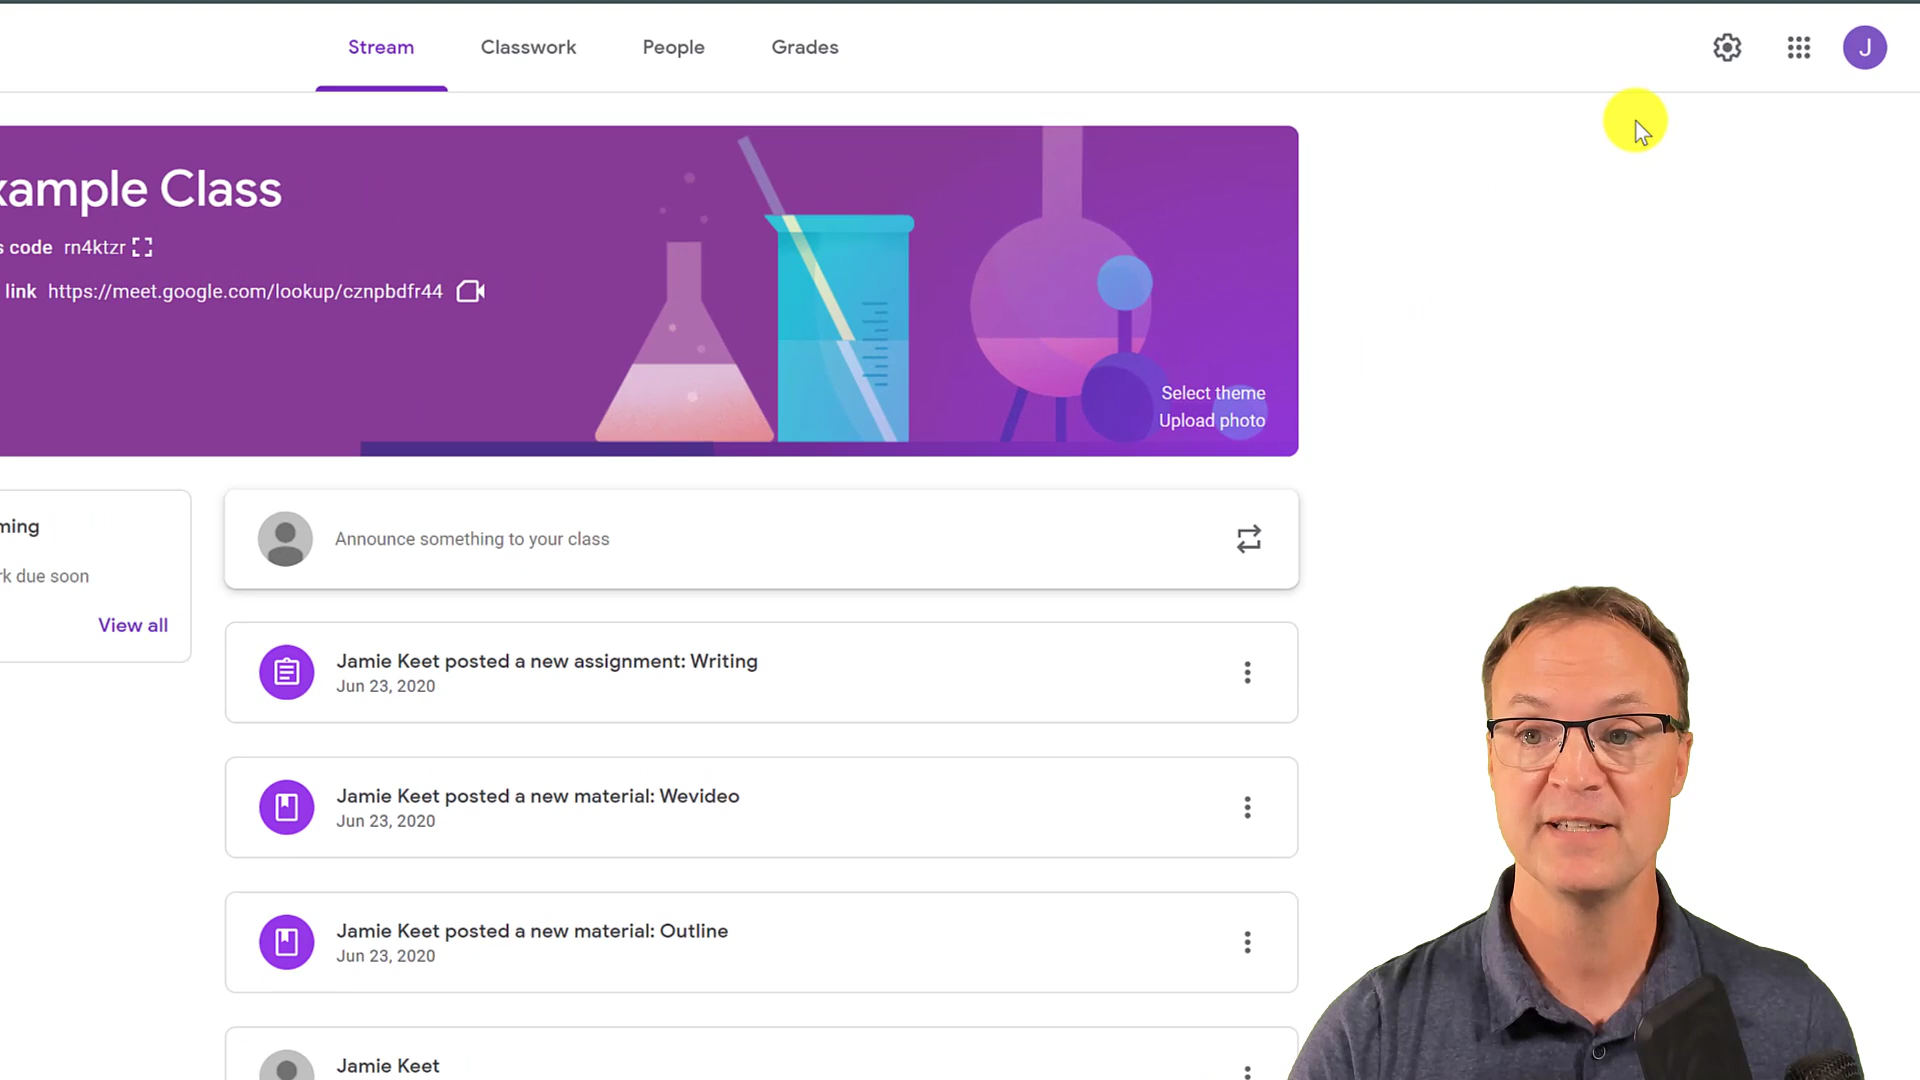 Stream Classwork People Grades
J
xample Class
s code rn4ktzr
link https://meet.google.com/lookup/cznpbdfr44
Select theme
Upload photo
ming
rk due soon
View all
Announce something to your class
Jamie Keet posted a new assignment: Writing
Jun 23, 2020
Jamie Keet posted a new material: Wevideo
Jun 23, 2020
Jamie Keet posted a new material: Outline
Jun 23, 2020
Jamie Keet